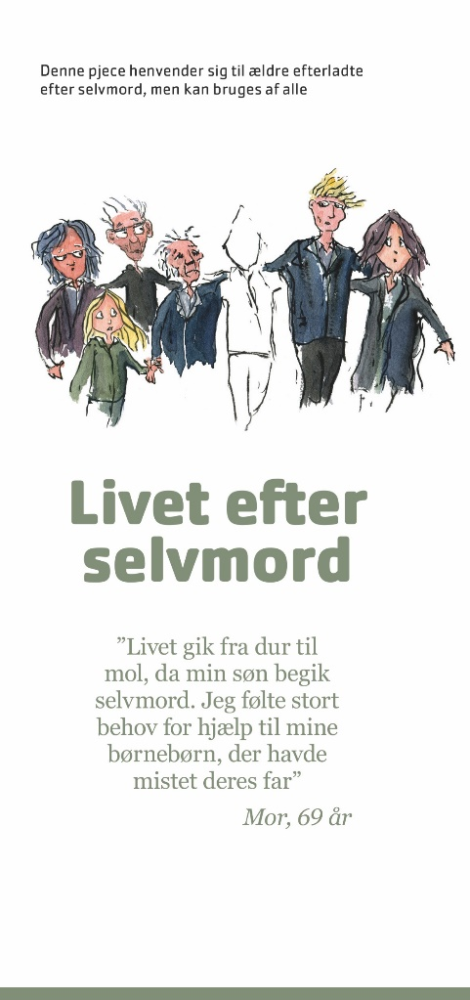 Denne pjece henvender sig til ældre efterladte
efter selvmord, men kan bruges af alle
Livet efter
selvmord
”Livet gik fra dur til
mol, da min søn begik
selvmord. Jeg følte stort
behov for hjælp til mine
børnebørn, der havde
mistet deres far”
Mor, 69 år